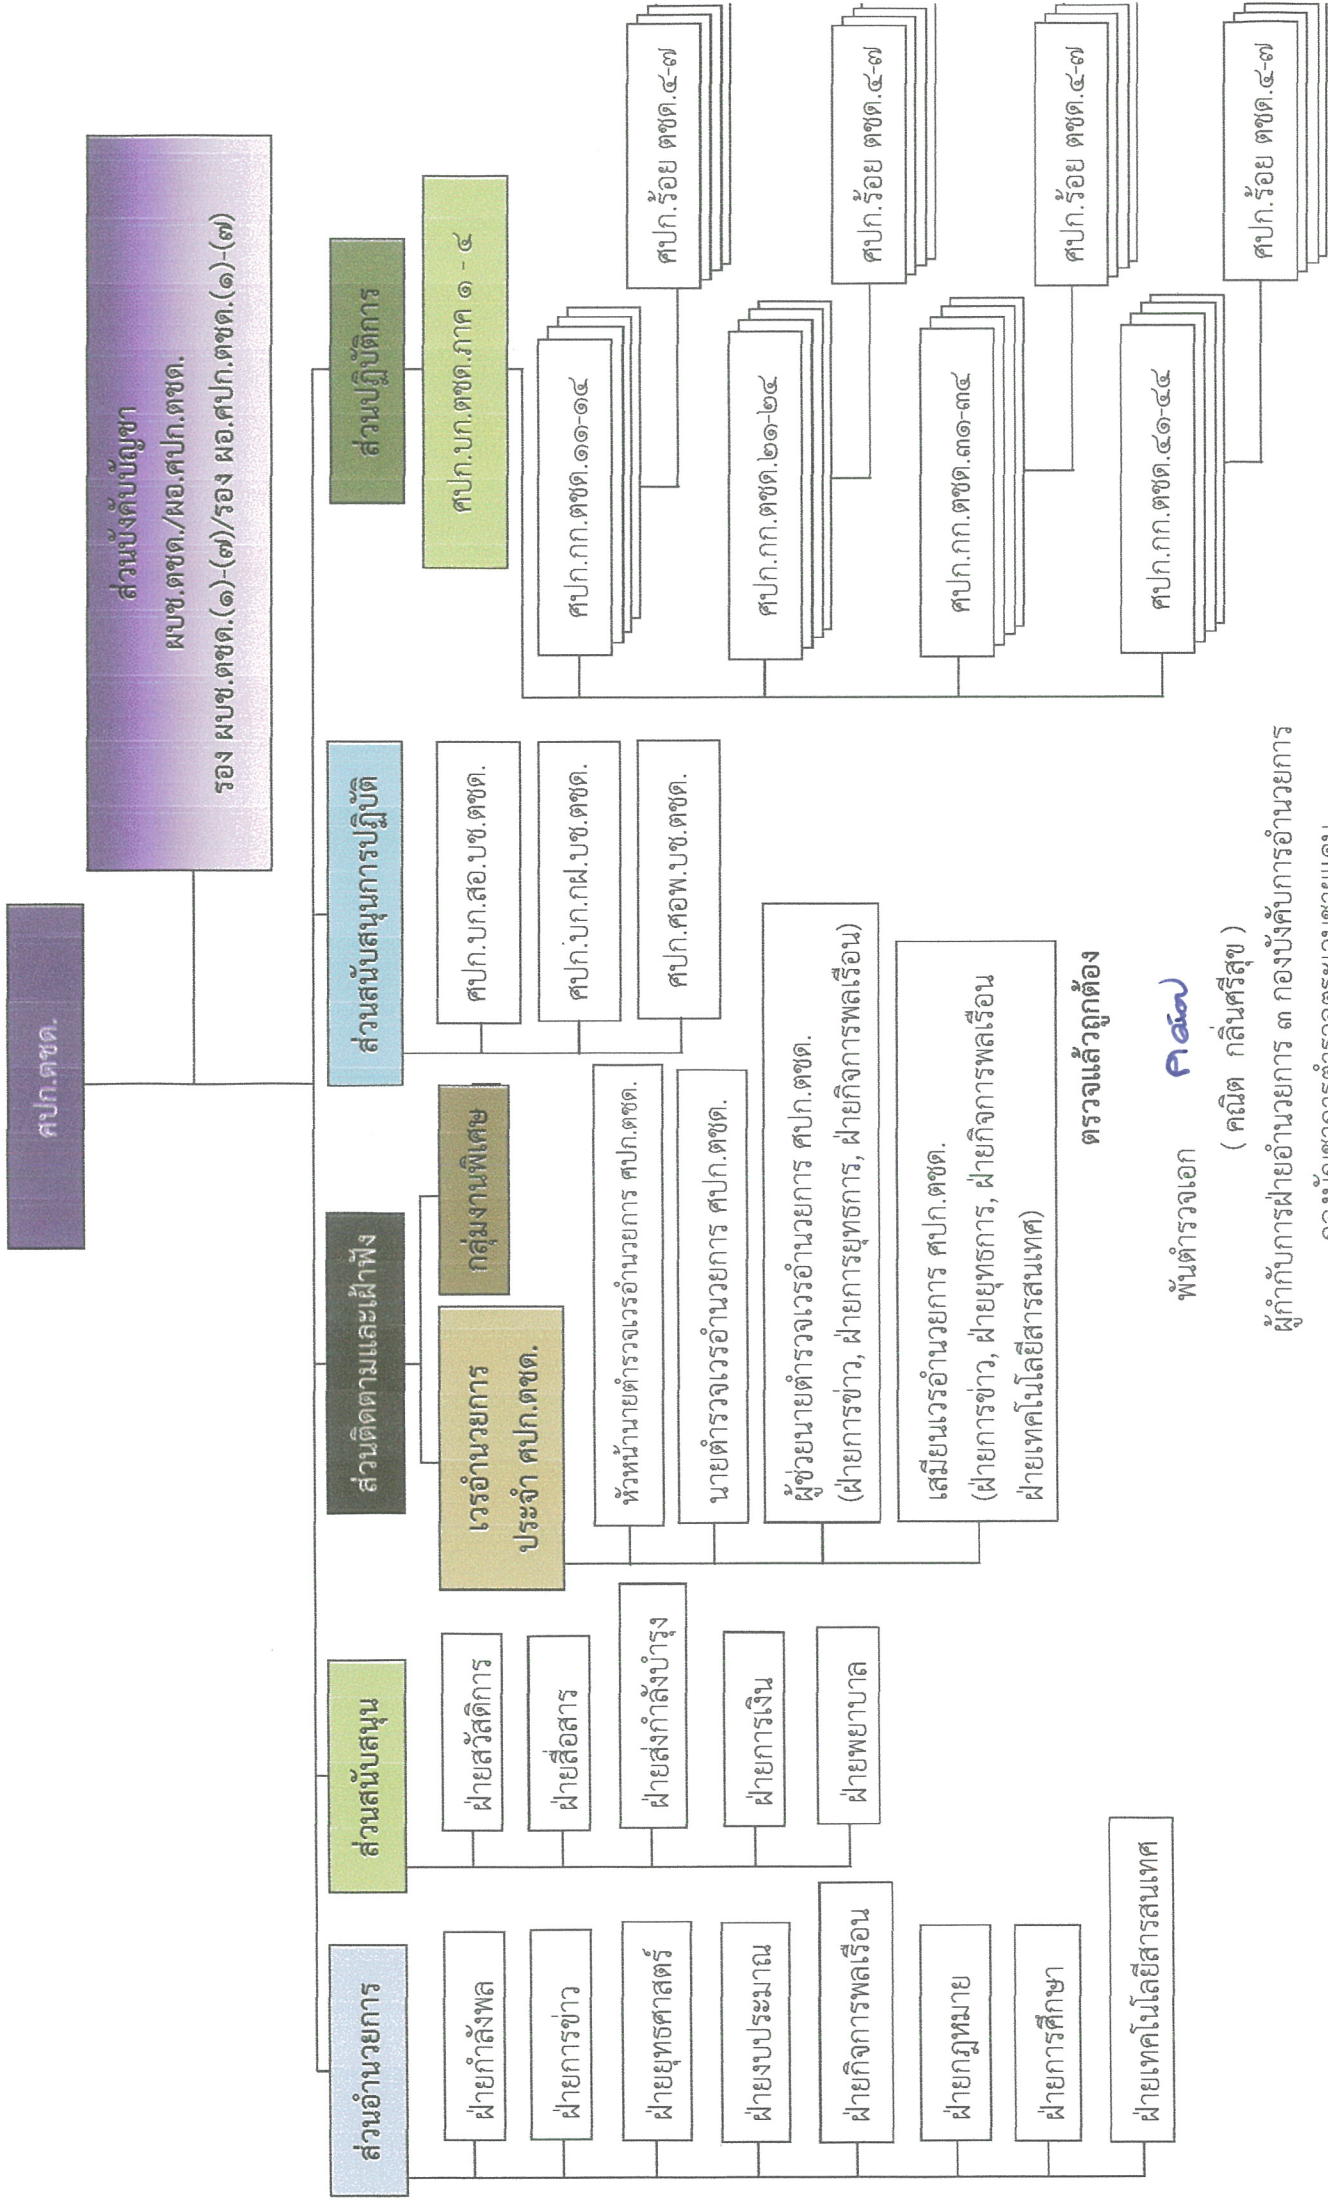 ศปก.ตชด.
ส่วนบังคับบัญชา
ผบช.ตชด./ผอ.ศปก.ตชด.
รอง ผบช.ตชด.(๑)-(๗)/รอง ผอ.ศปก.ตชด.(๑)-(๗)
ส่วนอำนวยการ
ฝ่ายกำลังพล
ฝ่ายการข่าว
ฝ่ายยุทธศาสตร์
ฝ่ายงบประมาณ
ฝ่ายกิจการพลเรือน
ฝ่ายกฎหมาย
ฝ่ายการศึกษา
ฝ่ายเทคโนโลยีสารสนเทศ
ส่วนสนับสนุน
ฝ่ายสวัสดิการ
ฝ่ายสื่อสาร
ฝ่ายส่งกำลังบำรุง
ฝ่ายการเงิน
ฝ่ายพยาบาล
ส่วนติดตามและเฝ้าฟัง
เวรอำนวยการ
ประจำ ศปก.ตชด.
กลุ่มงานพิเศษ
หัวหน้านายตำรวจเวรอำนวยการ ศปก.ตชด.
นายตำรวจเวรอำนวยการ ศปก.ตชด.
ผู้ช่วยนายตำรวจเวรอำนวยการ ศปก.ตชด.
(ฝ่ายการข่าว, ฝ่ายการยุทธการ, ฝ่ายกิจการพลเรือน)
เสมียนเวรอำนวยการ ศปก.ตชด.
(ฝ่ายการข่าว, ฝ่ายยุทธการ, ฝ่ายกิจการพลเรือน
ฝ่ายเทคโนโลยีสารสนเทศ)
ส่วนสนับสนุนการปฏิบัติ
ศปก.บก.สอ.บช.ตชด.
ศปก.บก.กฝ.บช.ตชด.
ศปก.ศอพ.บช.ตชด.
ส่วนปฏิบัติการ
ศปก.บก.ตชด.ภาค ๑ - ๔
ศปก.กก.ตชด.๑๑-๑๔
ศปก.ร้อย ตชด.๔-๗
ศปก.กก.ตชด.๒๑-๒๔
ศปก.ร้อย ตชด.๔-๗
ศปก.กก.ตชด.๓๑-๓๔
ศปก.ร้อย ตชด.๔-๗
ศปก.กก.ตชด.๔๑-๔๔
ศปก.ร้อย ตชด.๔-๗
ตรวจแล้วถูกต้อง
พันตำรวจเอก
( คณิต กลิ่นศรีสุข )
ผู้กำกับการฝ่ายอำนวยการ ๓ กองบังคับการอำนวยการ
กองบัญชาการตำรวจตระเวนชายแดน